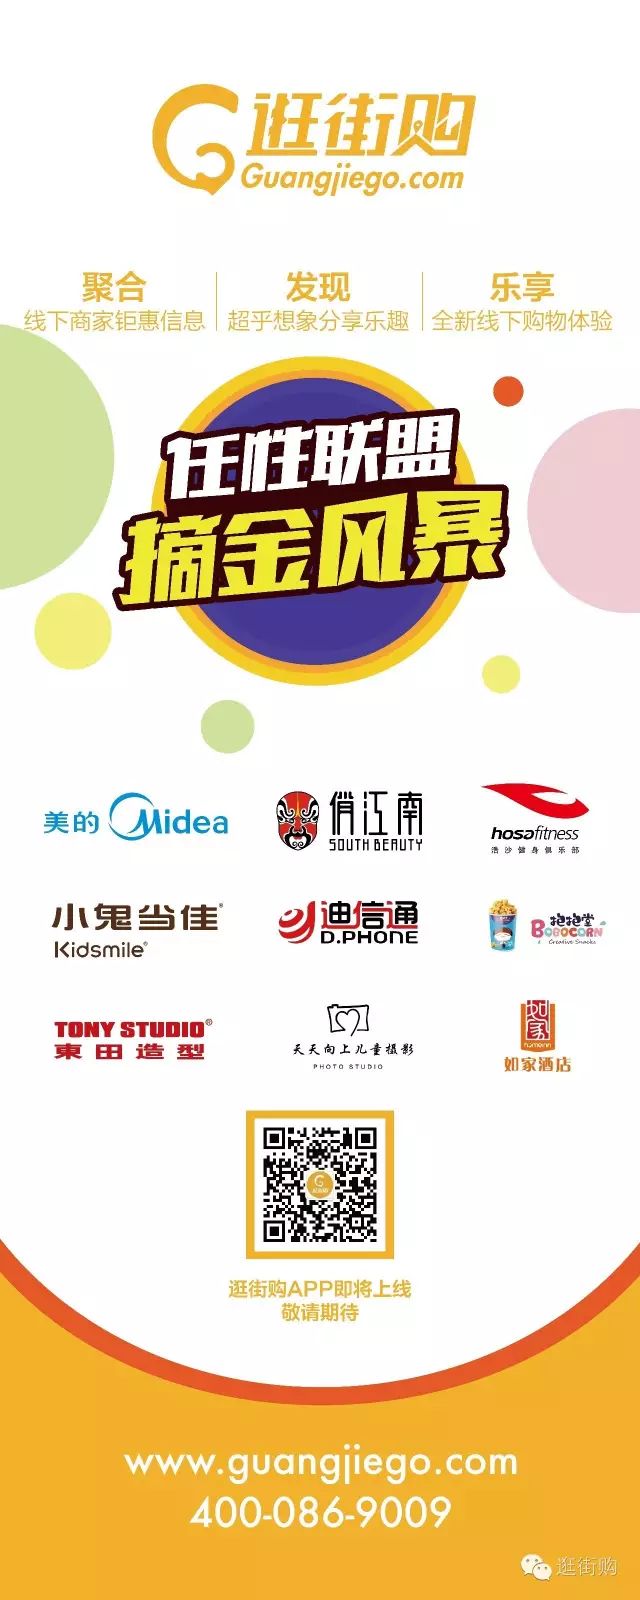 逛街购
Guangjiego.com
聚合
线下商家钜惠信息
发现
超乎想象分享乐趣
乐享
全新线下购物体验
任性联盟
摘金风暴
美的 Midea
俏江南
SOUTH BEAUTY
hosafitness
浩沙健身俱乐部
小鬼当佳®
Kidsmile®
迪信通
D.PHONE
抱抱堂
BOBOCORN
Creative Snacks
TONY STUDIO®
東田造型
天天向上儿童摄影
PHOTO STUDIO
如家
homeinn
如家酒店
逛街购APP即将上线
敬请期待
www.guangjiego.com
400-086-9009
逛街购